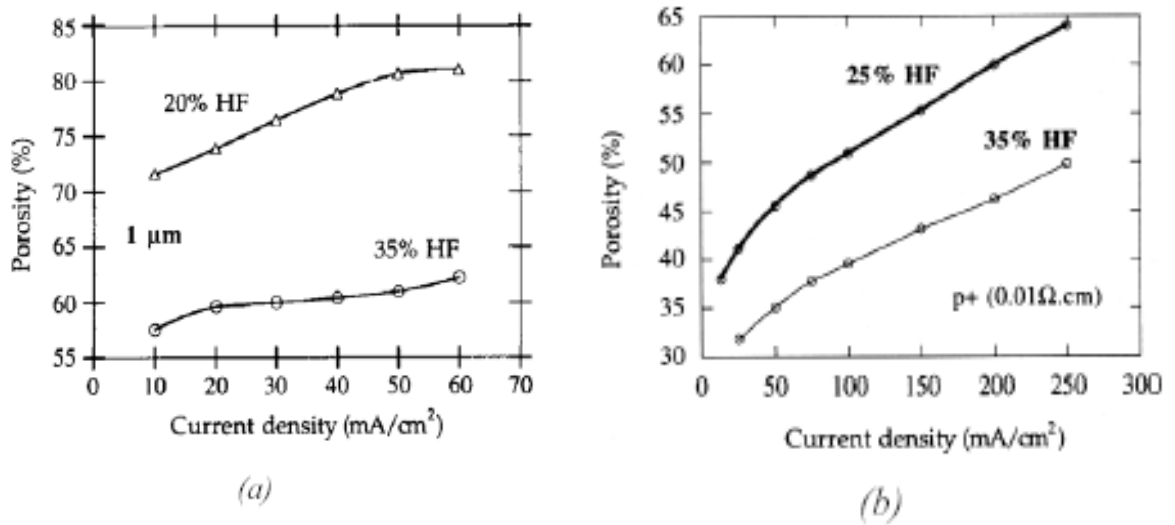 85
80
75
70
65
60
55
Porosity (%)
20% HF
1 μm
35% HF
0 10 20 30 40 50 60 70
Current density (mA/cm²)
(a)
65
60
55
50
45
40
35
30
Porosity (%)
25% HF
35% HF
p+ (0.01Ω.cm)
0 50 100 150 200 250 300
Current density (mA/cm²)
(b)